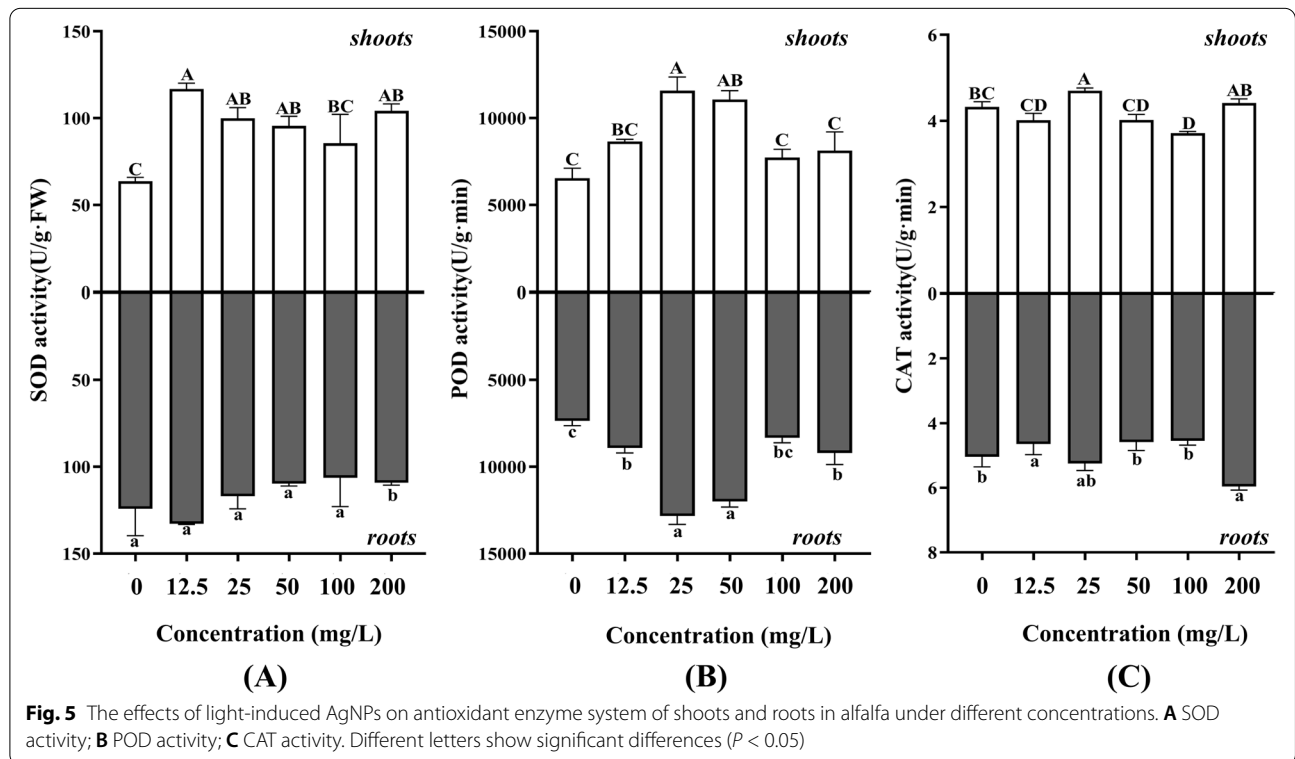 150
100
50
0
50
100
150
SOD activity(U/g·FW)
shoots
C
A
AB
AB
BC
AB
a
a
a
a
a
b
roots
0 12.5 25 50 100 200
Concentration (mg/L)
(A)
15000
10000
5000
0
5000
10000
15000
POD activity(U/g·min)
shoots
C
BC
A
AB
C
C
c
b
a
a
bc
b
roots
0 12.5 25 50 100 200
Concentration (mg/L)
(B)
6
4
2
0
2
4
6
8
CAT activity(U/g·min)
shoots
BC
CD
A
CD
D
AB
b
a
ab
b
b
a
roots
0 12.5 25 50 100 200
Concentration (mg/L)
(C)
Fig. 5 The effects of light-induced AgNPs on antioxidant enzyme system of shoots and roots in alfalfa under different concentrations. A SOD
activity; B POD activity; C CAT activity. Different letters show significant differences (P < 0.05)